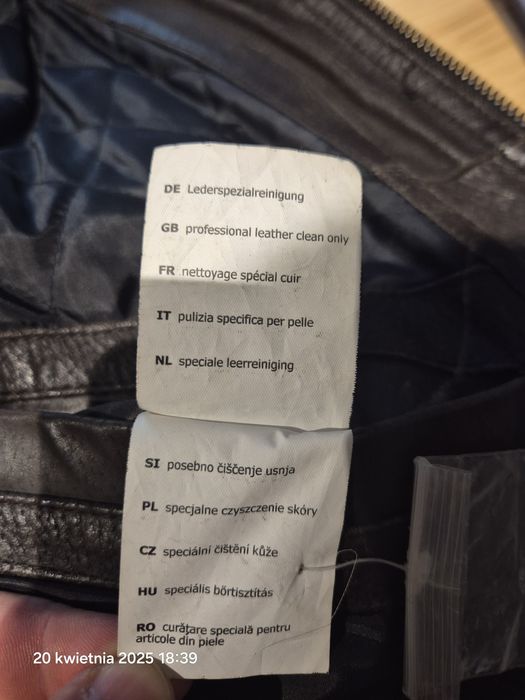 DE Lederspezialreinigung
GB professional leather clean only
FR nettoyage spécial cuir
IT pulizia specifica per pelle
NL speciale leerreiniging
SI posebno čiščenje usnja
PL specjalne czyszczenie skóry
CZ speciální čištění kůže
HU speciális bőrtisztítás
RO curăţare specială pentru
articole din piele
20 kwietnia 2025 18:39